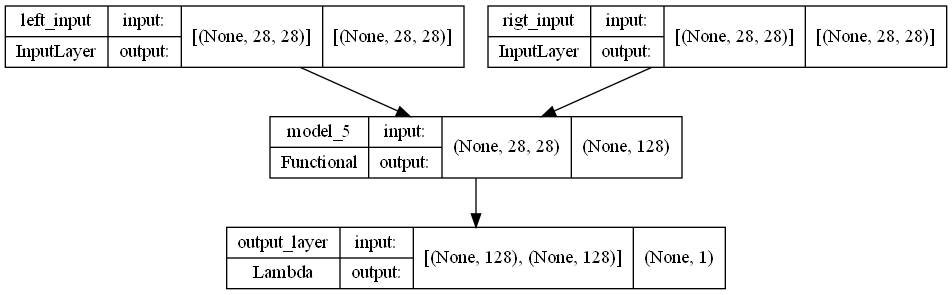 left_input input: [(None, 28, 28)] [(None, 28, 28)]
InputLayer output:
rigt_input input: [(None, 28, 28)] [(None, 28, 28)]
InputLayer output:
model_5 input: (None, 28, 28) (None, 128)
Functional output:
output_layer input: [(None, 128), (None, 128)] (None, 1)
Lambda output: